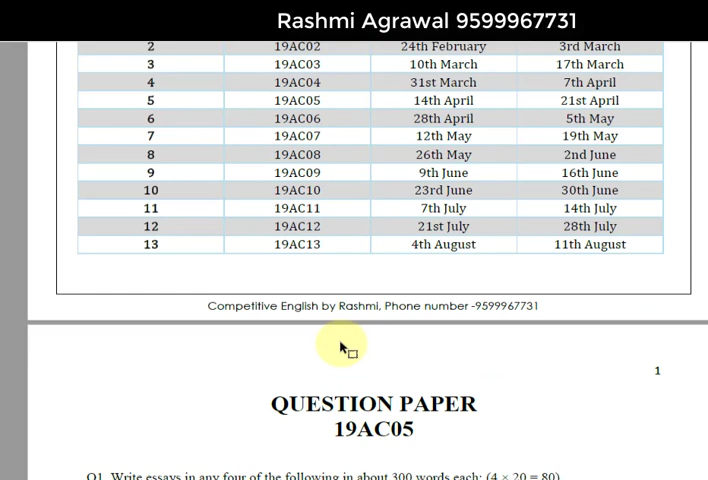 Rashmi Agrawal 9599967731
2 19AC02 24th February 3rd March
3 19AC03 10th March 17th March
4 19AC04 31st March 7th April
5 19AC05 14th April 21st April
6 19AC06 28th April 5th May
7 19AC07 12th May 19th May
8 19AC08 26th May 2nd June
9 19AC09 9th June 16th June
10 19AC10 23rd June 30th June
11 19AC11 7th July 14th July
12 19AC12 21st July 28th July
13 19AC13 4th August 11th August
Competitive English by Rashmi, Phone number -9599967731
1
QUESTION PAPER
19AC05
Q1. Write essays in any four of the following in about 300 words each: (4 × 20 = 80)